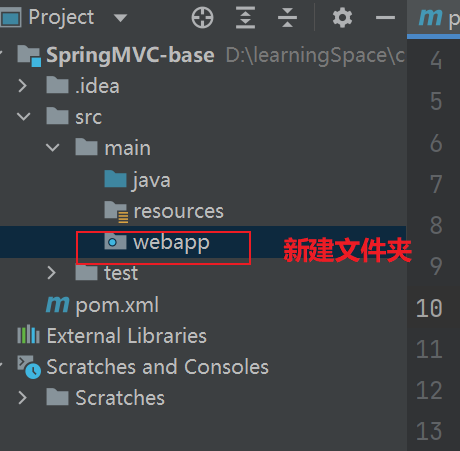 Project
p
SpringMVC-base D:\learningSpace\c
.idea
src
main
java
resources
webapp
新建文件夹
test
pom.xml
External Libraries
Scratches and Consoles
Scratches
4
5
6
7
8
9
10
11
12
13